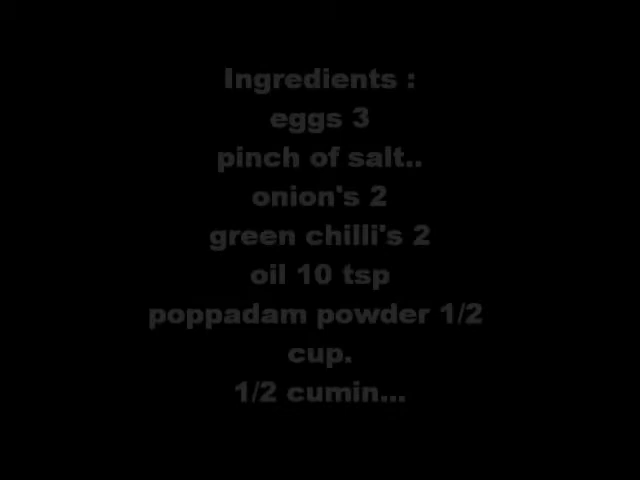 Ingredients :
eggs 3
pinch of salt..
onion's 2
green chilli's 2
oil 10 tsp
poppadam powder 1/2
cup.
1/2 cumin...